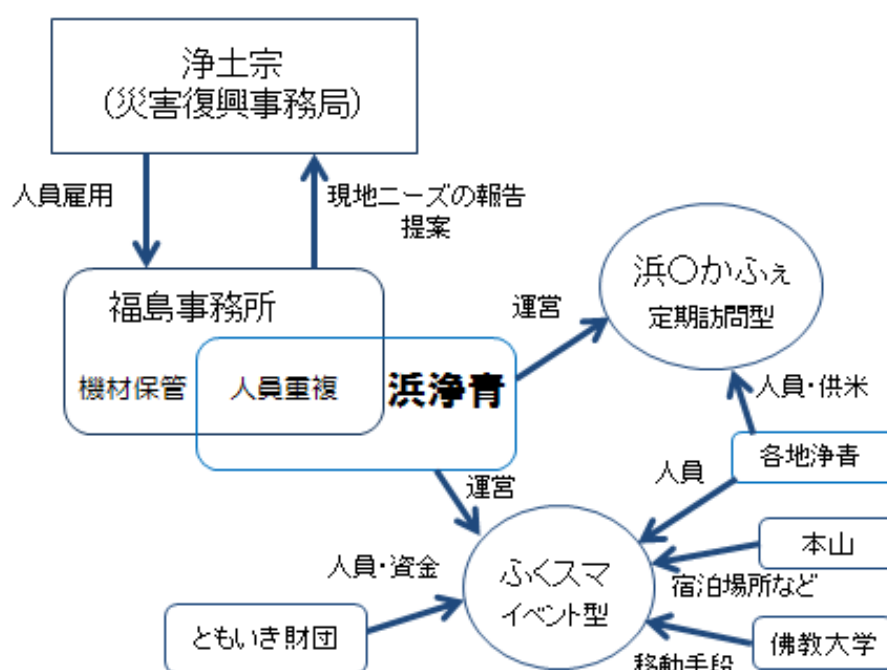 浄土宗
(災害復興事務局)
人員雇用
現地ニーズの報告
提案
福島事務所
機材保管
人員重複
浜浄青
運営
浜〇かふぇ
定期訪問型
人員・供米
各地浄青
人員
運営
本山
人員・資金
ふくスマ
イベント型
宿泊場所など
ともいき財団
佛教大学
移動手段